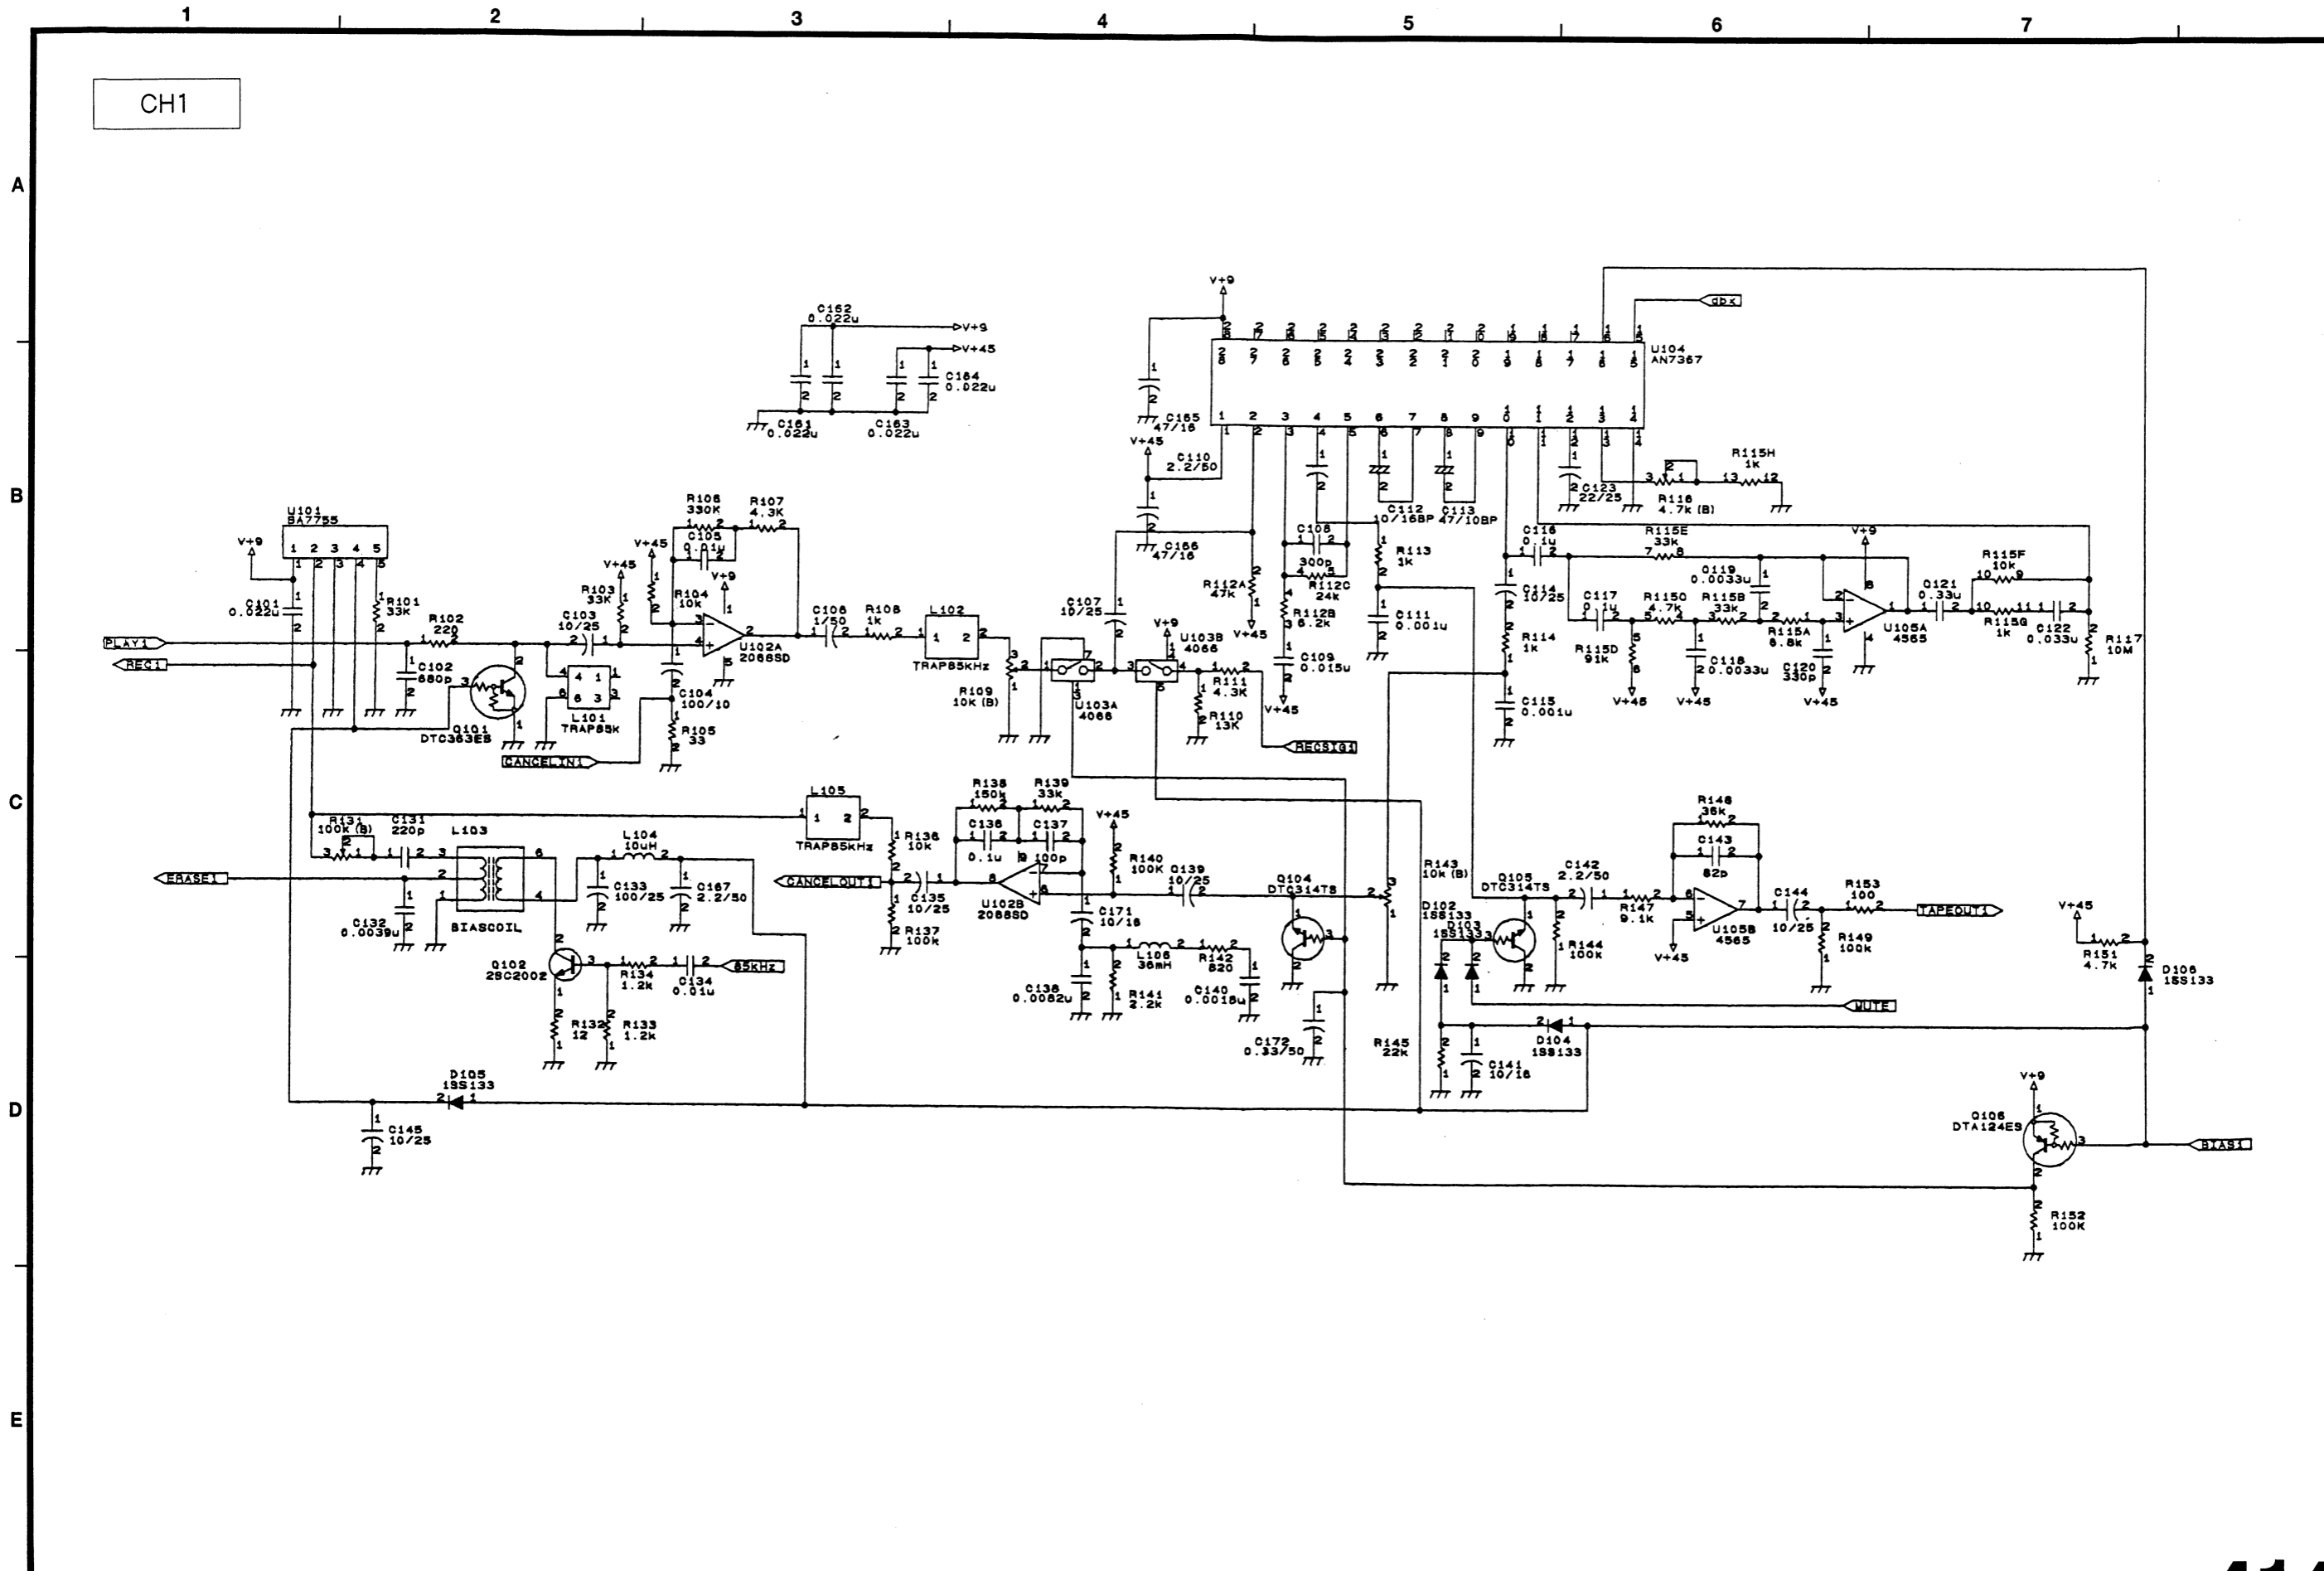 1 2 3 4 5 6 7
CH1
A
B
C
D
E
C162
0.022u
V+9
V+45
C164
0.022u
C161
0.022u
C163
0.022u
V+9
dbx
U104
AN7367
C165
47/16
V+45
C110
2.2/50
C166
47/16
R112A
47K
V+45
C108
300p
R112C
24k
R112B
6.2k
C109
0.015u
V+45
C112
10/16BP
C113
47/10BP
R113
1k
C111
0.001u
C123
22/25
R116
4.7k (B)
R115H
1k
C116
0.1u
R115E
33k
C114
10/25
C117
0.1u
R114
1k
C115
0.001u
R115D
91k
V+45
R115C
4.7k
R115B
33k
C118
0.0033u
V+45
C119
0.0033u
R115A
6.8k
C120
330p
V+45
V+9
U105A
4565
C121
0.33u
R115F
10k
R115G
1k
C122
0.033u
R117
10M
U101
BA7755
V+9
C101
0.022u
R101
33K
PLAY1
REC1
R102
220
C102
680p
Q101
DTC363ES
L101
TRAP85k
CANCELIN1
C103
10/25
R103
33K
V+45
V+45
R104
10k
R106
330K
C105
0.01u
R107
4.3K
V+9
U102A
2068SD
C104
100/10
R105
33
C106
1/50
R108
1k
L102
TRAP85kHz
R109
10k (B)
U103A
4066
C107
10/25
V+9
U103B
4066
R110
13K
R111
4.3K
RECSIG1
R131
100k (B)
C131
220p
L103
BIASCOIL
ERASE1
C132
0.0039u
L104
10uH
C133
100/25
C167
2.2/50
Q102
2SC2002
R134
1.2k
C134
0.01u
85kHz
R132
12
R133
1.2k
L105
TRAP85kHz
R136
10k
CANCELOUT1
C135
10/25
R137
100k
R138
150k
R139
33k
C136
0.1u
C137
100p
U102B
2068SD
V+45
R140
100K
C139
10/25
C171
10/16
C138
0.0082u
R141
2.2k
L106
36mH
R142
820
C140
0.0018u
Q104
DTC314TS
C172
0.33/50
R143
10k (B)
D102
1SS133
D103
1SS133
Q105
DTC314TS
R144
100K
C142
2.2/50
R147
9.1k
R146
36k
C143
82p
U105B
4565
V+45
C144
10/25
R149
100k
R153
100
TAPEOUT1
MUTE
R145
22k
C141
10/16
D104
1SS133
V+45
R151
4.7k
D106
1SS133
D105
1SS133
C145
10/25
V+9
Q106
DTA124ES
BIAS1
R152
100K